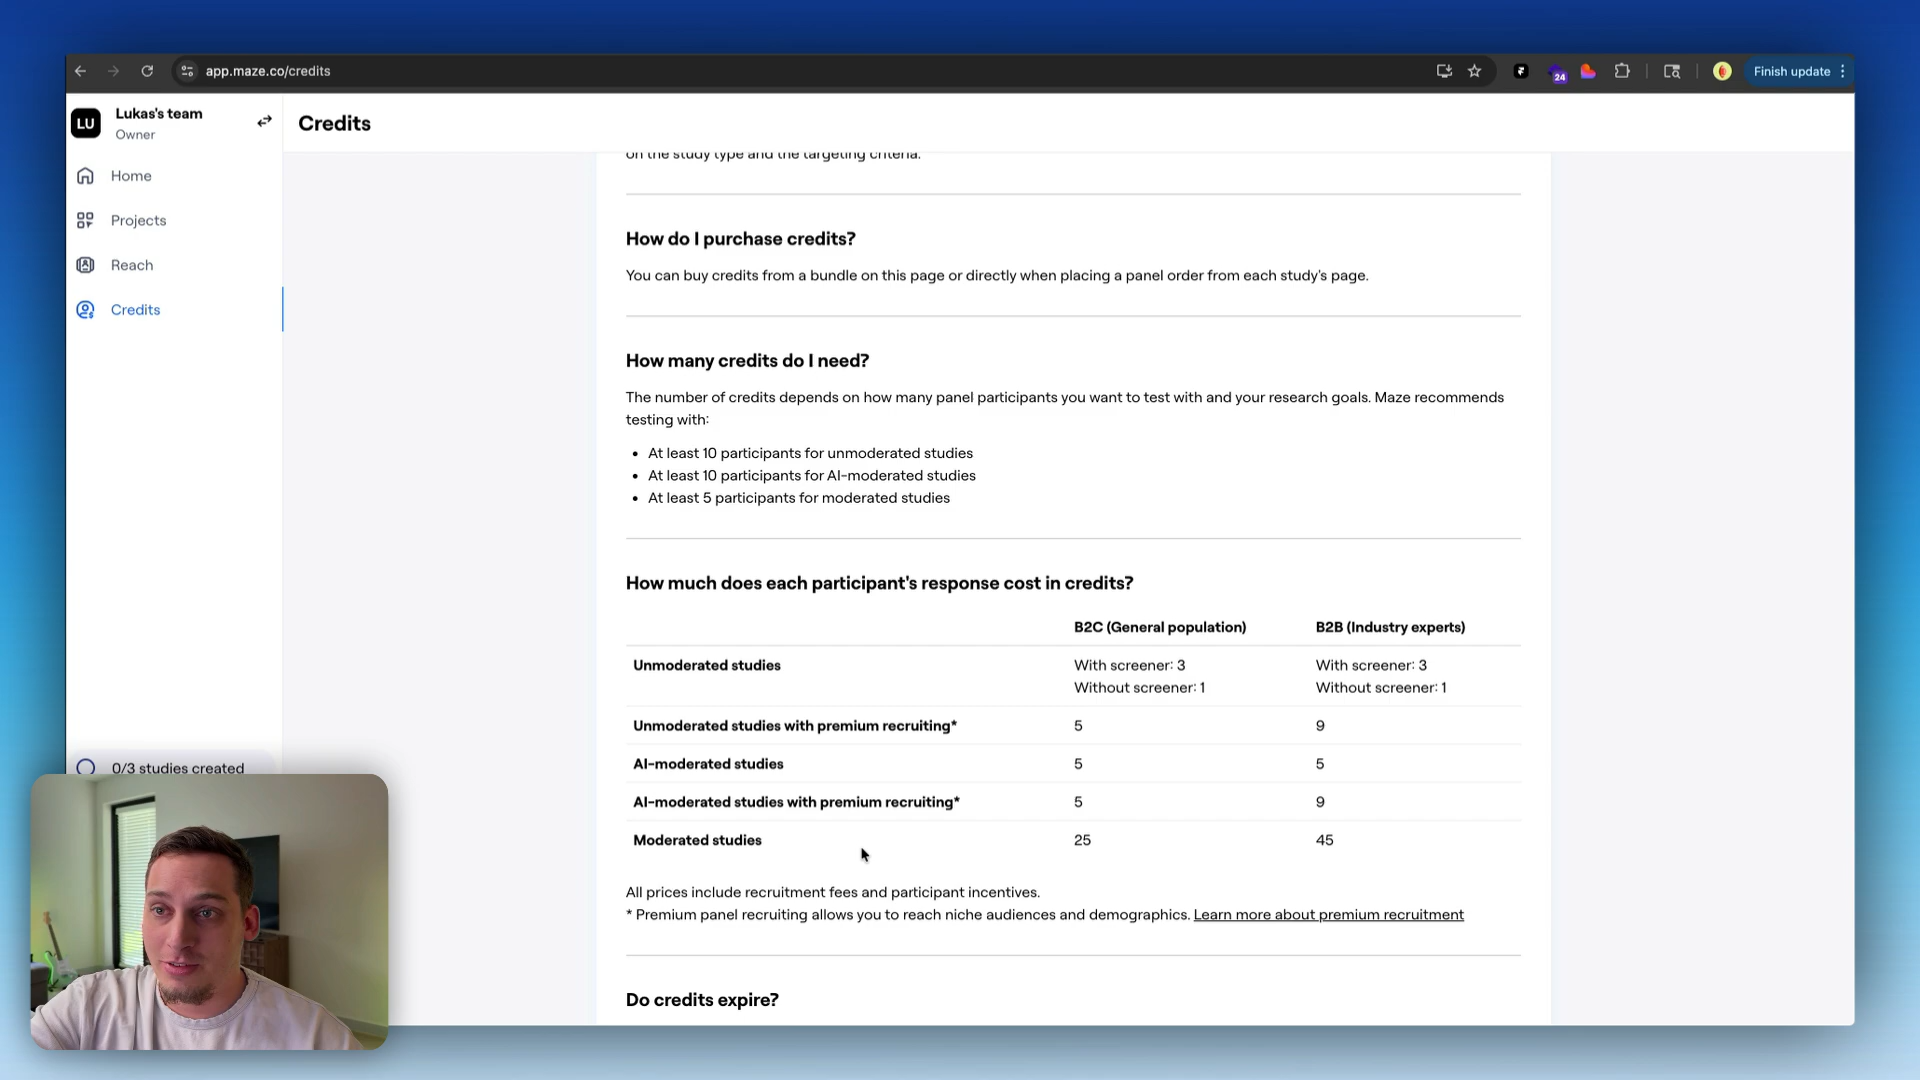 app.maze.co/credits
24
Finish update
LU
Lukas's team
Owner
Home
Projects
Reach
Credits
0/3 studies created
Credits
on the study type and the targeting criteria.
How do I purchase credits?
You can buy credits from a bundle on this page or directly when placing a panel order from each study's page.
How many credits do I need?
The number of credits depends on how many panel participants you want to test with and your research goals. Maze recommends
testing with:
• At least 10 participants for unmoderated studies
• At least 10 participants for AI-moderated studies
• At least 5 participants for moderated studies
How much does each participant's response cost in credits?
B2C (General population) B2B (Industry experts)
Unmoderated studies With screener: 3 With screener: 3
Without screener: 1 Without screener: 1
Unmoderated studies with premium recruiting* 5 9
AI-moderated studies 5 5
AI-moderated studies with premium recruiting* 5 9
Moderated studies 25 45
All prices include recruitment fees and participant incentives.
* Premium panel recruiting allows you to reach niche audiences and demographics. Learn more about premium recruitment
Do credits expire?